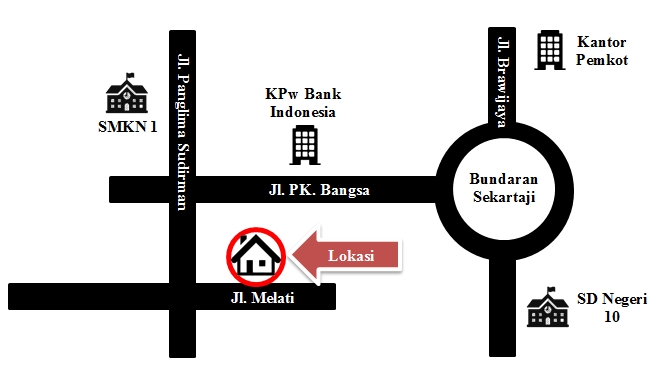 Kantor
Pemkot
Jl. Brawijaya
Jl. Panglima Sudirman
SMKN 1
KPw Bank
Indonesia
Jl. PK. Bangsa
Bundaran
Sekartaji
Lokasi
Jl. Melati
SD Negeri
10